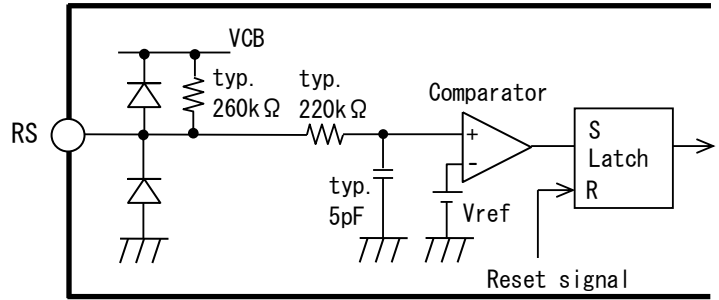 VCB
typ.
260kΩ
typ.
220kΩ
Comparator
RS
+
-
S
Latch
R
typ.
5pF
Vref
Reset signal